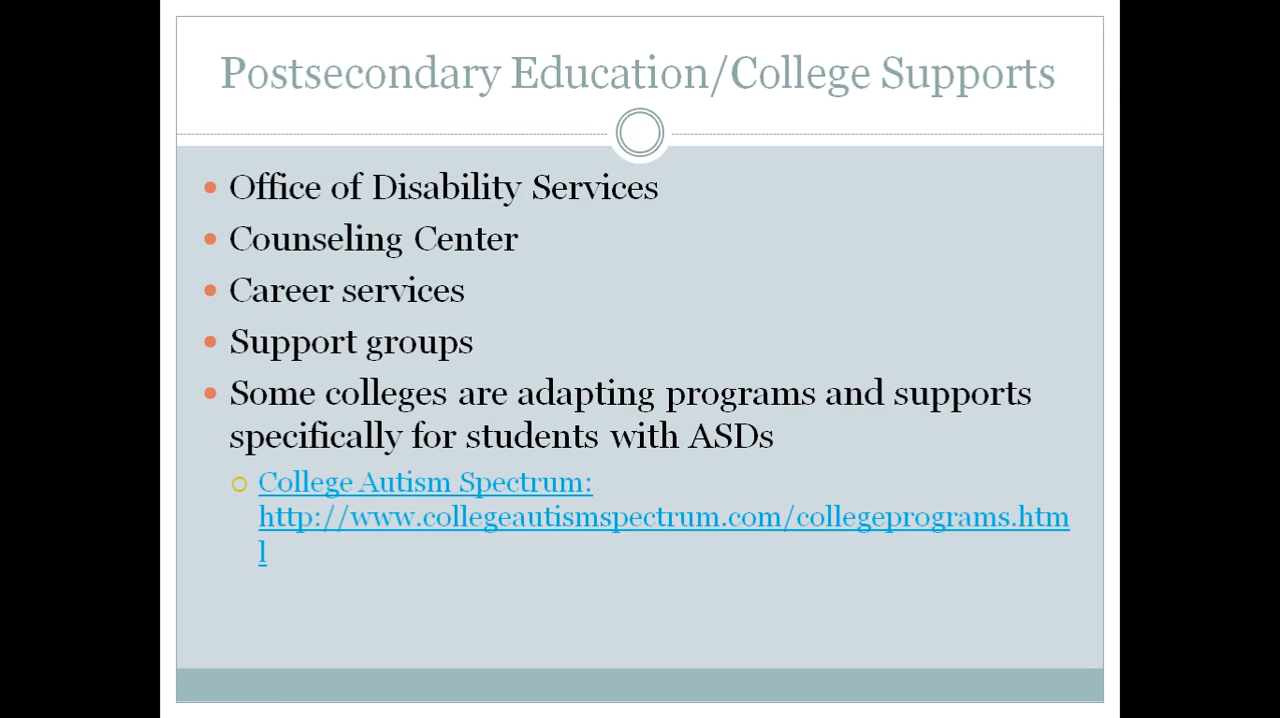 Postsecondary Education/College Supports
Office of Disability Services
Counseling Center
Career services
Support groups
Some colleges are adapting programs and supports
specifically for students with ASDs
College Autism Spectrum:
http://www.collegeautismspectrum.com/collegeprograms.htm
l